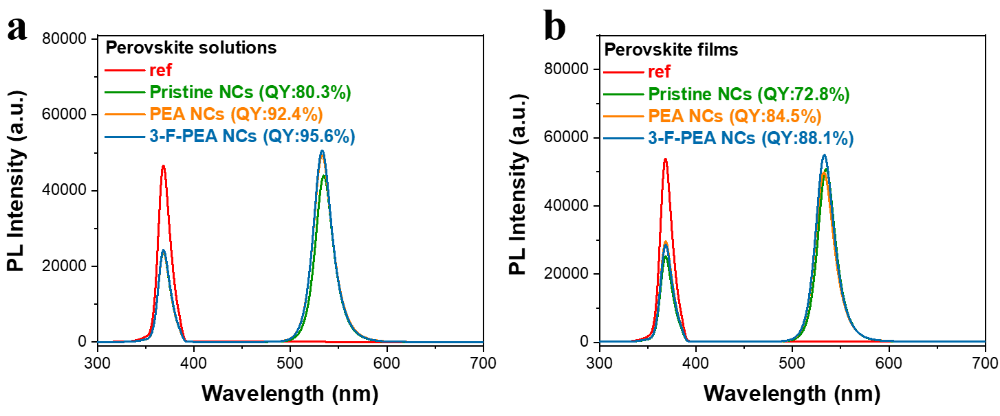 a
80000
60000
40000
20000
0
PL Intensity (a.u.)
Perovskite solutions
ref
Pristine NCs (QY:80.3%)
PEA NCs (QY:92.4%)
3-F-PEA NCs (QY:95.6%)
300 400 500 600 700
Wavelength (nm)
b
80000
60000
40000
20000
0
PL Intensity (a.u.)
Perovskite films
ref
Pristine NCs (QY:72.8%)
PEA NCs (QY:84.5%)
3-F-PEA NCs (QY:88.1%)
300 400 500 600 700
Wavelength (nm)